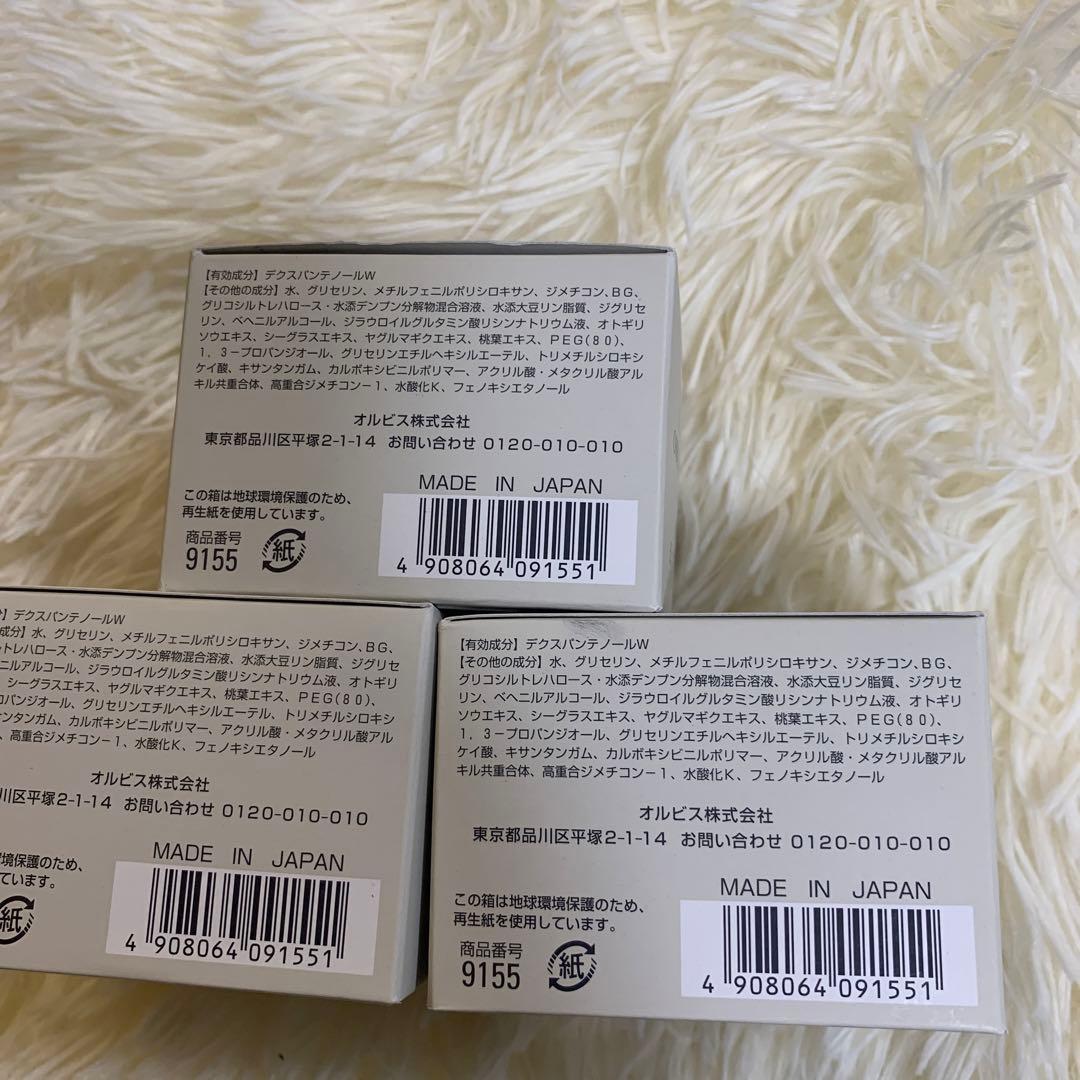 【有効成分】デクスパンテノールW
【その他の成分】水、グリセリン、メチルフェニルポリシロキサン、ジメチコン、BG、
グリコシルトレハロース・水添デンプン分解物混合溶液、水添大豆リン脂質、ジグリセ
リン、ベヘニルアルコール、ジラウロイルグルタミン酸リシンナトリウム液、オトギリ
ソウエキス、シーグラスエキス、ヤグルマギクエキス、桃葉エキス、PEG(80)、
1，3－プロパンジオール、グリセリンエチルヘキシルエーテル、トリメチルシロキシ
ケイ酸、キサンタンガム、カルボキシビニルポリマー、アクリル酸・メタクリル酸アル
キル共重合体、高重合ジメチコン－1、水酸化K、フェノキシエタノール
オルビス株式会社
東京都品川区平塚2-1-14 お問い合わせ 0120-010-010
MADE IN JAPAN
この箱は地球環境保護のため、
再生紙を使用しています。
商品番号
9155
紙
4 908064 091551
分】デクスパンテノールW
成分】水、グリセリン、メチルフェニルポリシロキサン、ジメチコン、BG、
ルトレハロース・水添デンプン分解物混合溶液、水添大豆リン脂質、ジグリセ
ニルアルコール、ジラウロイルグルタミン酸リシンナトリウム液、オトギリ
、シーグラスエキス、ヤグルマギクエキス、桃葉エキス、PEG(80)、
ロパンジオール、グリセリンエチルヘキシルエーテル、トリメチルシロキシ
サンタンガム、カルボキシビニルポリマー、アクリル酸・メタクリル酸アル
、高重合ジメチコン－1、水酸化K、フェノキシエタノール
オルビス株式会社
川区平塚2-1-14 お問い合わせ 0120-010-010
MADE IN JAPAN
境保護のため、
ています。
紙
4 908064 091551
【有効成分】デクスパンテノールW
【その他の成分】水、グリセリン、メチルフェニルポリシロキサン、ジメチコン、BG、
グリコシルトレハロース・水添デンプン分解物混合溶液、水添大豆リン脂質、ジグリセ
リン、ベヘニルアルコール、ジラウロイルグルタミン酸リシンナトリウム液、オトギリ
ソウエキス、シーグラスエキス、ヤグルマギクエキス、桃葉エキス、PEG(80)、
1，3－プロパンジオール、グリセリンエチルヘキシルエーテル、トリメチルシロキシ
ケイ酸、キサンタンガム、カルボキシビニルポリマー、アクリル酸・メタクリル酸アル
キル共重合体、高重合ジメチコン－1、水酸化K、フェノキシエタノール
オルビス株式会社
東京都品川区平塚2-1-14 お問い合わせ 0120-010-010
MADE IN JAPAN
この箱は地球環境保護のため、
再生紙を使用しています。
商品番号
9155
紙
4 908064 091551